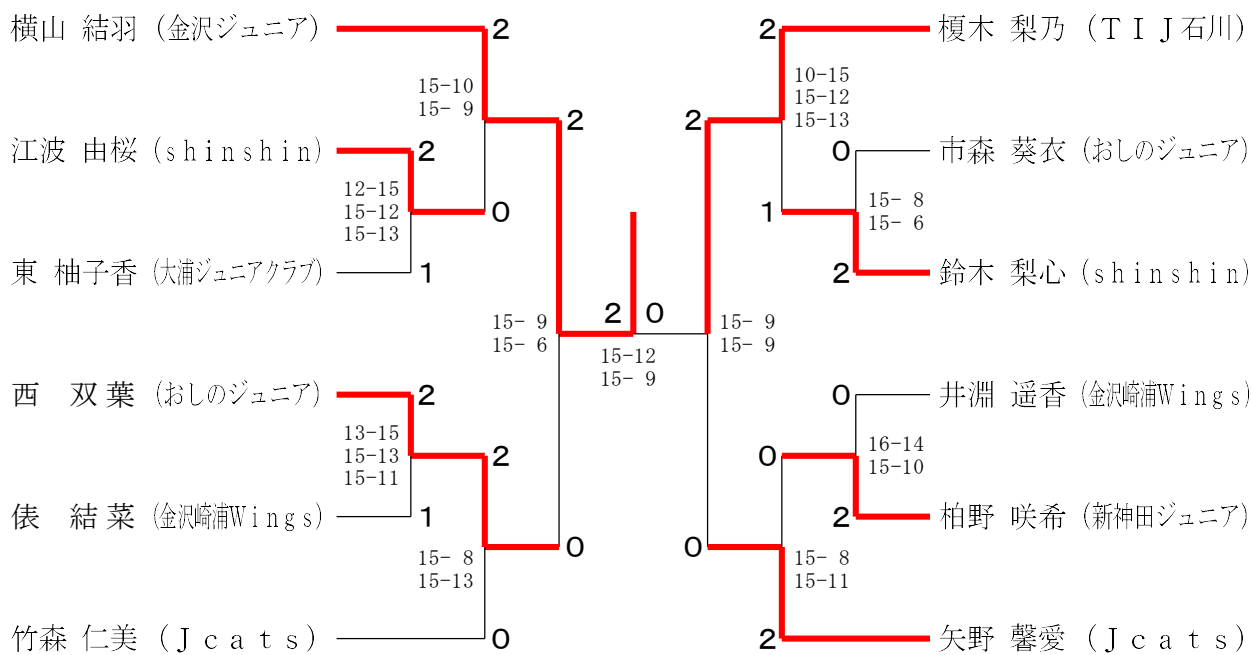 横山 結羽 (金沢ジュニア) 2 2 榎木 梨乃 (ＴＩＪ石川)
15-10 10-15
15- 9 15-12
2 2 15-13
江波 由桜 (ｓｈｉｎｓｈｉｎ) 2 0 市森 葵衣 (おしのジュニア)
12-15 15- 8
15-12 0 1 15- 6
15-13
東 柚子香 (大浦ジュニアクラブ) 1 2 鈴木 梨心 (ｓｈｉｎｓｈｉｎ)
2 0
15- 9 15- 9
15- 6 15- 9
15-12
15- 9
西 双葉 (おしのジュニア) 2 0 井淵 遥香 (金沢崎浦Ｗｉｎｇｓ)
13-15 16-14
15-13 2 0 15-10
15-11
俵 結菜 (金沢崎浦Ｗｉｎｇｓ) 1 2 柏野 咲希 (新神田ジュニア)
0 0
15- 8 15- 8
15-13 15-11
竹森 仁美 (Ｊｃａｔｓ) 0 2 矢野 馨愛 (Ｊｃａｔｓ)